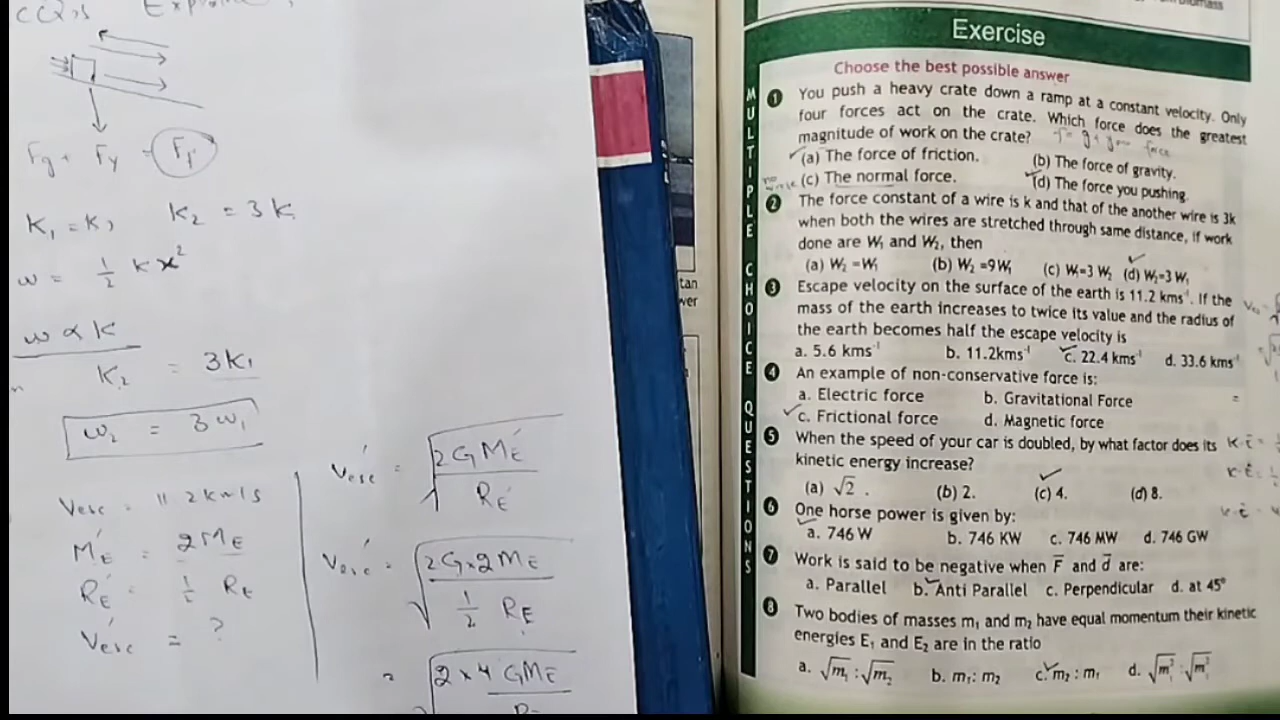 CCQ,s
Fg + Fy = Ff
K₁ = K, K₂ = 3K
w = 1/2 K x²
w ∝ K
K₂ = 3K₁
w₂ = 3w₁
Vesc = 11.2 km/s
M'E = 2ME
R'E = 1/2 RE
V'esc = ?
V'esc = √(2GM'E / R'E)
V'esc = √(2G×2ME / 1/2 RE)
= √(2×4 GME
tan
wer
Exercise
Choose the best possible answer
MULTIPLE CHOICE QUESTIONS
1 You push a heavy crate down a ramp at a constant velocity. Only
four forces act on the crate. Which force does the greatest
magnitude of work on the crate?
(a) The force of friction. (b) The force of gravity.
(c) The normal force. (d) The force you pushing.
2 The force constant of a wire is k and that of the another wire is 3k
when both the wires are stretched through same distance, if work
done are W₁ and W₂, then
(a) W₂ =W₁ (b) W₂ =9W₁ (c) W₁=3 W₂ (d) W₂=3 W₁
3 Escape velocity on the surface of the earth is 11.2 kms⁻¹. If the
mass of the earth increases to twice its value and the radius of
the earth becomes half the escape velocity is
a. 5.6 kms⁻¹ b. 11.2kms⁻¹ c. 22.4 kms⁻¹ d. 33.6 kms⁻¹
4 An example of non-conservative force is:
a. Electric force b. Gravitational Force
c. Frictional force d. Magnetic force
5 When the speed of your car is doubled, by what factor does its
kinetic energy increase?
(a) √2 . (b) 2. (c) 4. (d) 8.
6 One horse power is given by:
a. 746 W b. 746 KW c. 746 MW d. 746 GW
7 Work is said to be negative when F⃗ and d⃗ are:
a. Parallel b. Anti Parallel c. Perpendicular d. at 45°
8 Two bodies of masses m₁ and m₂ have equal momentum their kinetic
energies E₁ and E₂ are in the ratio
a. √m₁ : √m₂ b. m₁: m₂ c. m₂ : m₁ d. √m₁² : √m₂²